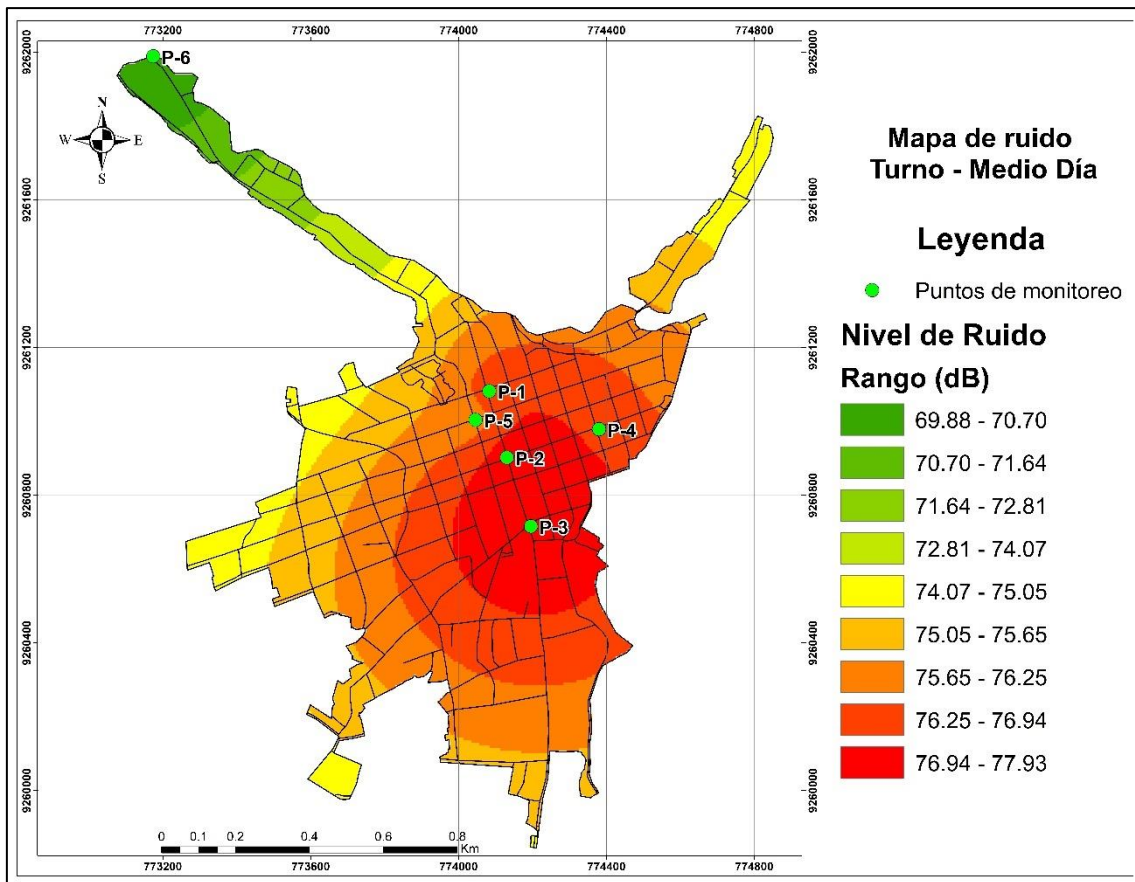 773200 773600 774000 774400 774800
9262000 9262000
P-6
N
W E
S
Mapa de ruido
Turno - Medio Día
9261600 9261600
Leyenda
Puntos de monitoreo
9261200 9261200
Nivel de Ruido
Rango (dB)
P-1
P-5
P-4
P-2
9260800 9260800
P-3
69.88 - 70.70
70.70 - 71.64
71.64 - 72.81
72.81 - 74.07
74.07 - 75.05
75.05 - 75.65
75.65 - 76.25
76.25 - 76.94
76.94 - 77.93
9260400 9260400
9260000 9260000
0 0.1 0.2 0.4 0.6 0.8
Km
773200 773600 774000 774400 774800